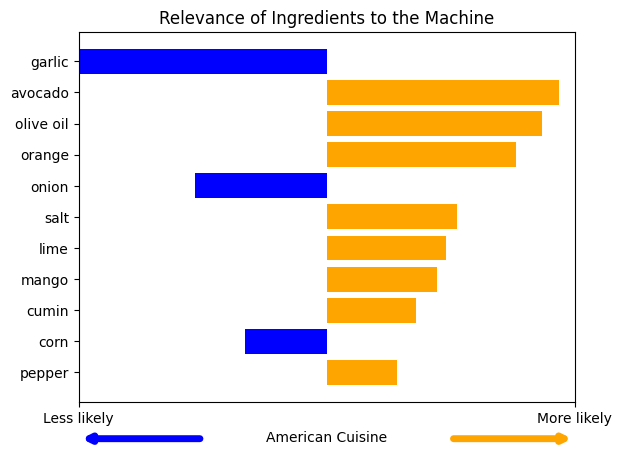 Relevance of Ingredients to the Machine
garlic
avocado
olive oil
orange
onion
salt
lime
mango
cumin
corn
pepper
Less likely
More likely
American Cuisine